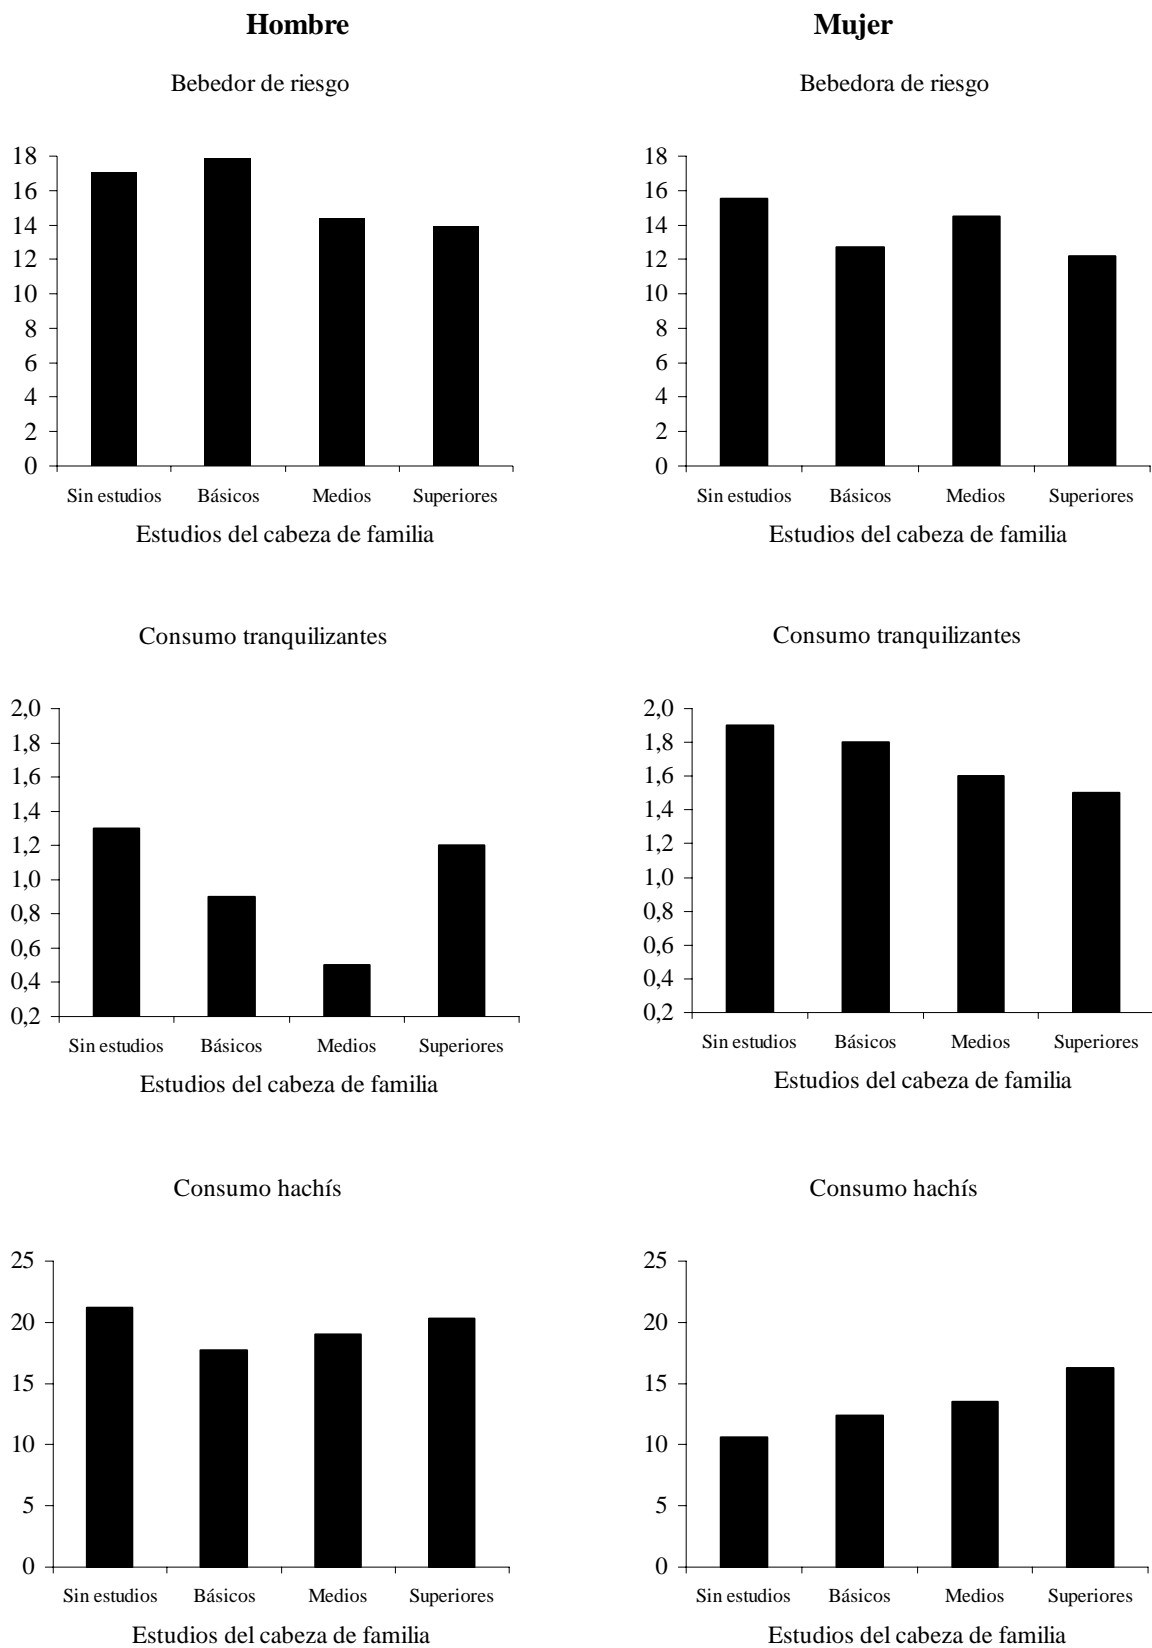 Hombre
Mujer
Bebedor de riesgo
Bebedora de riesgo
18
16
14
12
10
8
6
4
2
0
Sin estudios Básicos Medios Superiores
Estudios del cabeza de familia
18
16
14
12
10
8
6
4
2
0
Sin estudios Básicos Medios Superiores
Estudios del cabeza de familia
Consumo tranquilizantes
2,0
1,8
1,6
1,4
1,2
1,0
0,8
0,6
0,4
0,2
Sin estudios Básicos Medios Superiores
Estudios del cabeza de familia
Consumo tranquilizantes
2,0
1,8
1,6
1,4
1,2
1,0
0,8
0,6
0,4
0,2
Sin estudios Básicos Medios Superiores
Estudios del cabeza de familia
Consumo hachís
25
20
15
10
5
0
Sin estudios Básicos Medios Superiores
Estudios del cabeza de familia
Consumo hachís
25
20
15
10
5
0
Sin estudios Básicos Medios Superiores
Estudios del cabeza de familia